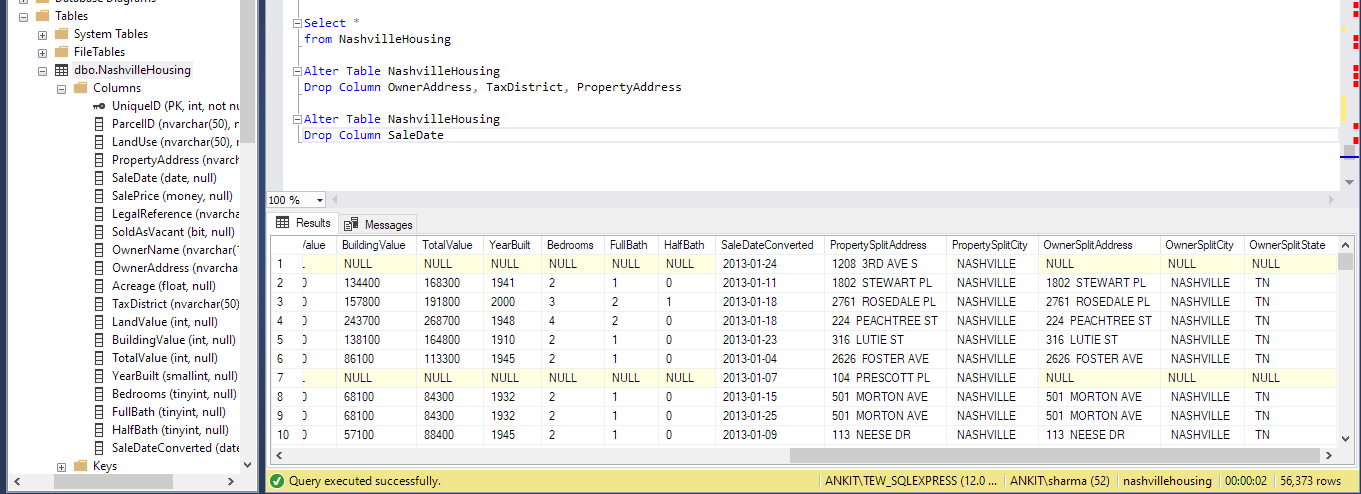 Database Diagrams
Tables
System Tables
FileTables
dbo.NashvilleHousing
Columns
UniqueID (PK, int, not nu
ParcelID (nvarchar(50), n
LandUse (nvarchar(50),
PropertyAddress (nvarch
SaleDate (date, null)
SalePrice (money, null)
LegalReference (nvarcha
SoldAsVacant (bit, null)
OwnerName (nvarchar(
OwnerAddress (nvarchar
Acreage (float, null)
TaxDistrict (nvarchar(50)
LandValue (int, null)
BuildingValue (int, null)
TotalValue (int, null)
YearBuilt (smallint, null)
Bedrooms (tinyint, null)
FullBath (tinyint, null)
HalfBath (tinyint, null)
SaleDateConverted (date
Keys
Select *
from NashvilleHousing
Alter Table NashvilleHousing
Drop Column OwnerAddress, TaxDistrict, PropertyAddress
Alter Table NashvilleHousing
Drop Column SaleDate
100 %
Results Messages
Value BuildingValue TotalValue YearBuilt Bedrooms FullBath HalfBath SaleDateConverted PropertySplitAddress PropertySplitCity OwnerSplitAddress OwnerSplitCity OwnerSplitState
1 NULL NULL NULL NULL NULL NULL 2013-01-24 1208 3RD AVE S NASHVILLE NULL NULL NULL
2 134400 168300 1941 2 1 0 2013-01-11 1802 STEWART PL NASHVILLE 1802 STEWART PL NASHVILLE TN
3 157800 191800 2000 3 2 1 2013-01-18 2761 ROSEDALE PL NASHVILLE 2761 ROSEDALE PL NASHVILLE TN
4 243700 268700 1948 4 2 0 2013-01-18 224 PEACHTREE ST NASHVILLE 224 PEACHTREE ST NASHVILLE TN
5 138100 164800 1910 2 1 0 2013-01-23 316 LUTIE ST NASHVILLE 316 LUTIE ST NASHVILLE TN
6 86100 113300 1945 2 1 0 2013-01-04 2626 FOSTER AVE NASHVILLE 2626 FOSTER AVE NASHVILLE TN
7 NULL NULL NULL NULL NULL NULL 2013-01-07 104 PRESCOTT PL NASHVILLE NULL NULL NULL
8 68100 84300 1932 2 1 0 2013-01-15 501 MORTON AVE NASHVILLE 501 MORTON AVE NASHVILLE TN
9 68100 84300 1932 2 1 0 2013-01-25 501 MORTON AVE NASHVILLE 501 MORTON AVE NASHVILLE TN
10 57100 88400 1945 2 1 0 2013-01-09 113 NEESE DR NASHVILLE 113 NEESE DR NASHVILLE TN
Query executed successfully. ANKIT\TEW_SQLEXPRESS (12.0 ... ANKIT\sharma (52) nashvillehousing 00:00:02 56,373 rows